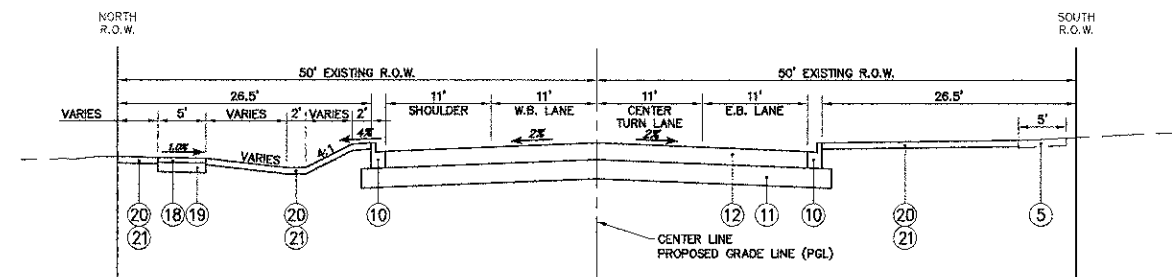 NORTH
R.O.W.
SOUTH
R.O.W.
50' EXISTING R.O.W.
50' EXISTING R.O.W.
26.5'
11'
11'
11'
11'
26.5'
VARIES
5'
VARIES
2'
VARIES
2'
SHOULDER
W.B. LANE
CENTER
TURN LANE
E.B. LANE
5'
1.0%
VARIES
4:1
4%
2%
2%
20
21
18
19
20
21
10
12
11
10
20
21
5
CENTER LINE
PROPOSED GRADE LINE (PGL)